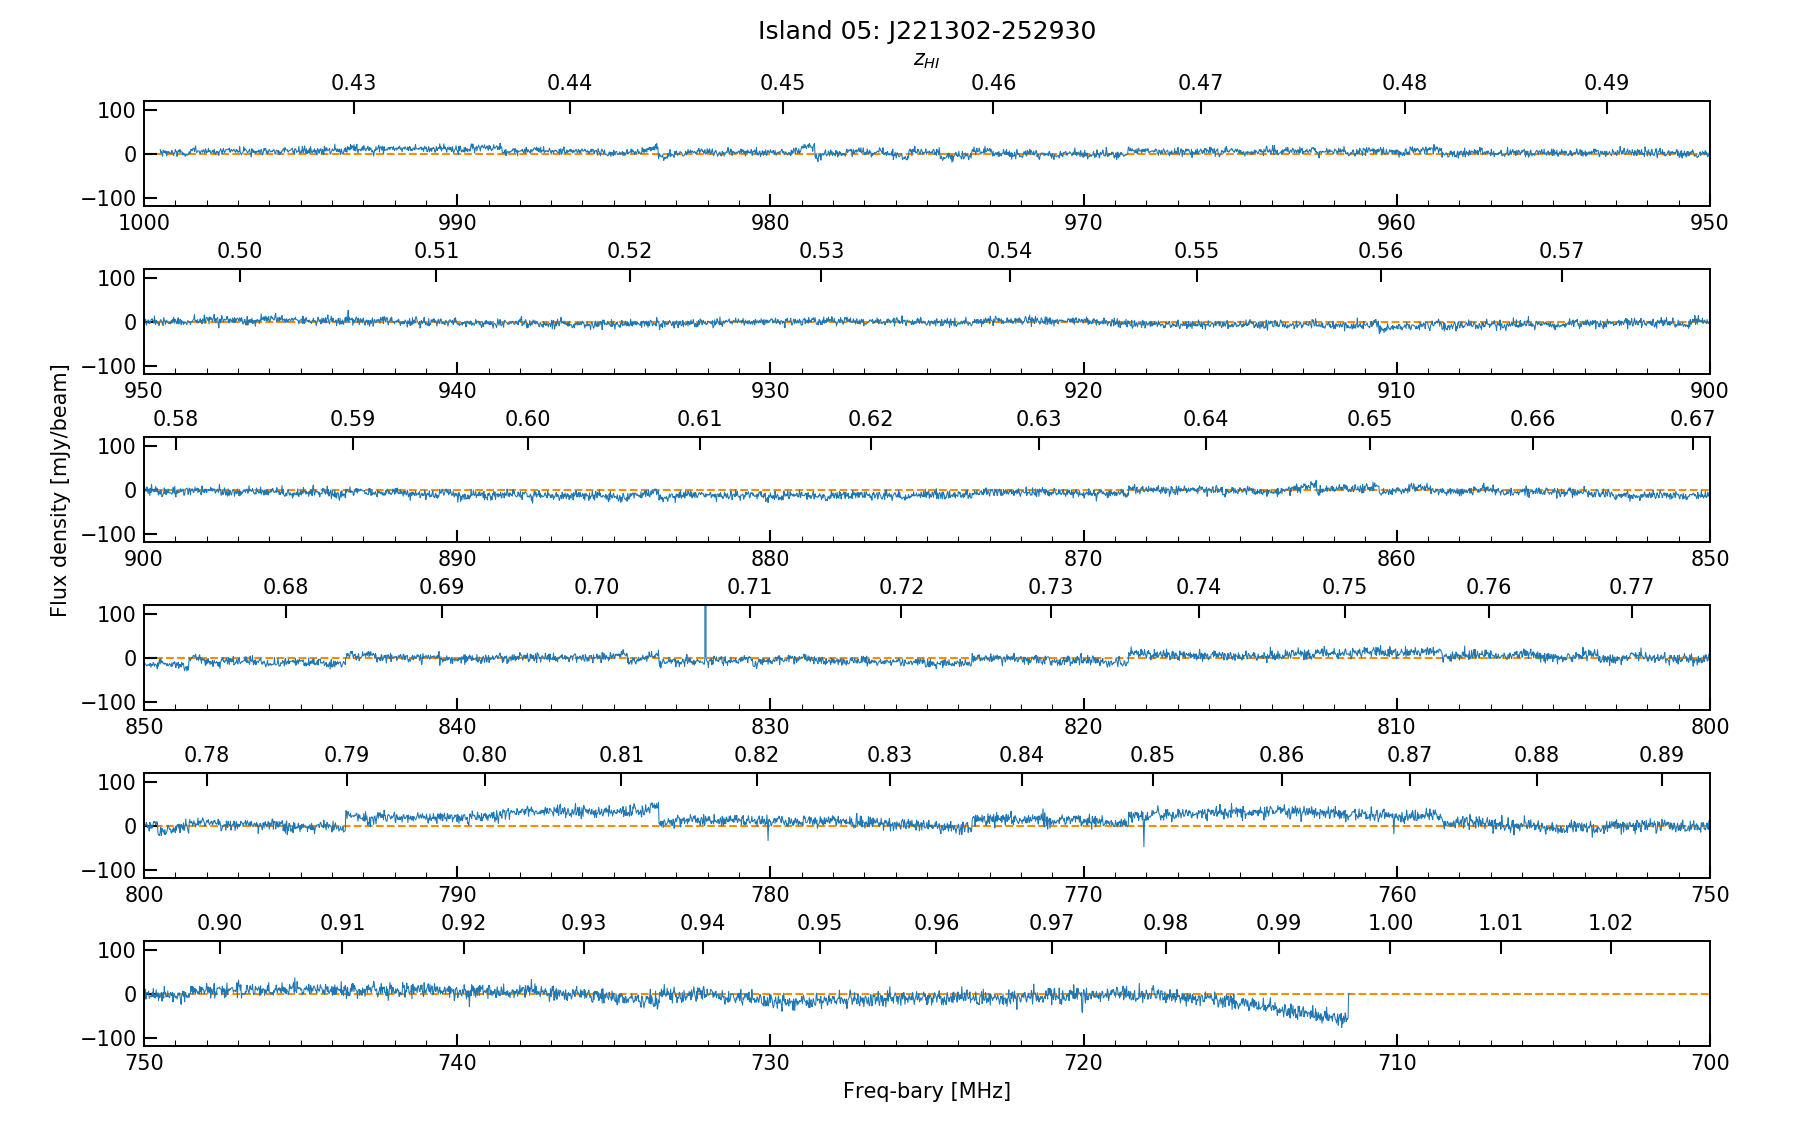 Island 05: J221302-252930
z_{HI}
0.43 0.44 0.45 0.46 0.47 0.48 0.49
100
0
−100
1000 990 980 970 960 950
0.50 0.51 0.52 0.53 0.54 0.55 0.56 0.57
100
0
−100
950 940 930 920 910 900
0.58 0.59 0.60 0.61 0.62 0.63 0.64 0.65 0.66 0.67
100
0
−100
900 890 880 870 860 850
Flux density [mJy/beam]
0.68 0.69 0.70 0.71 0.72 0.73 0.74 0.75 0.76 0.77
100
0
−100
850 840 830 820 810 800
0.78 0.79 0.80 0.81 0.82 0.83 0.84 0.85 0.86 0.87 0.88 0.89
100
0
−100
800 790 780 770 760 750
0.90 0.91 0.92 0.93 0.94 0.95 0.96 0.97 0.98 0.99 1.00 1.01 1.02
100
0
−100
750 740 730 720 710 700
Freq-bary [MHz]